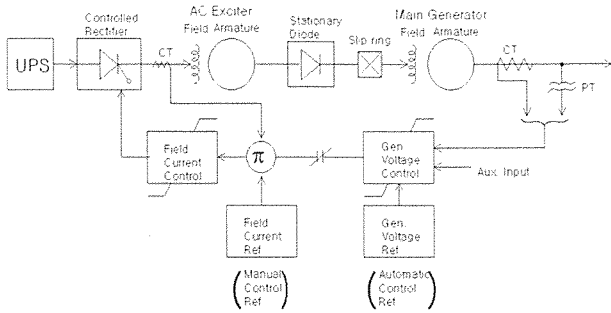 AC Exciter
Main Generator
Controlled
Rectifier
Field Armature
Stationary
Diode
Slip ring
Field Armature
CT
CT
UPS
PT
Field
Current
Control
π
Gen
Voltage
Control
Aux. Input
Field
Current
Ref
Gen.
Voltage
Ref
(Manual
Control
Ref)
(Automatic
Control
Ref)